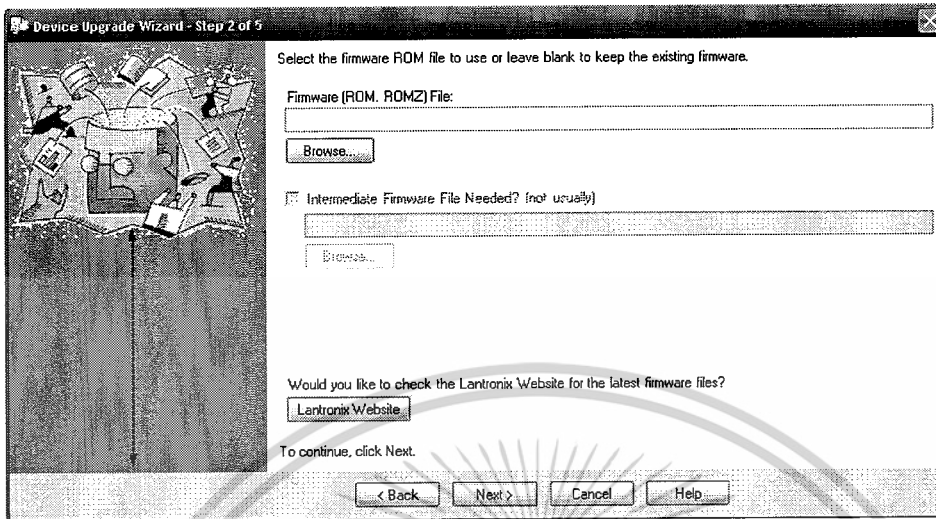 Device Upgrade Wizard - Step 2 of 5
Select the firmware ROM file to use or leave blank to keep the existing firmware.
Firmware (ROM, ROMZ) File:
Browse...
Intermediate Firmware File Needed? (not usually)
Browse...
Would you like to check the Lantronix Website for the latest firmware files?
Lantronix Website
To continue, click Next.
< Back Next > Cancel Help